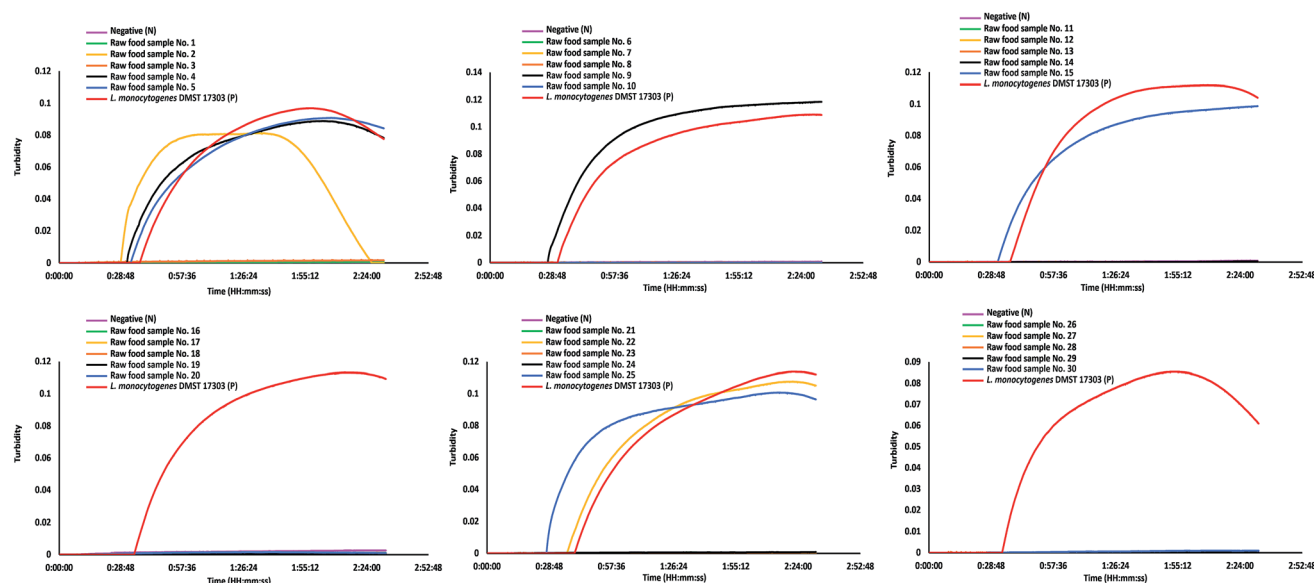 Negative (N)
Raw food sample No. 1
Raw food sample No. 2
Raw food sample No. 3
Raw food sample No. 4
Raw food sample No. 5
L. monocytogenes DMST 17303 (P)
0.12
0.1
0.08
0.06
0.04
0.02
0
Turbidity
0:00:00 0:28:48 0:57:36 1:26:24 1:55:12 2:24:00 2:52:48
Time (HH:mm:ss)
Negative (N)
Raw food sample No. 6
Raw food sample No. 7
Raw food sample No. 8
Raw food sample No. 9
Raw food sample No. 10
L. monocytogenes DMST 17303 (P)
0.14
0.12
0.1
0.08
0.06
0.04
0.02
0
Turbidity
0:00:00 0:28:48 0:57:36 1:26:24 1:55:12 2:24:00 2:52:48
Time (HH:mm:ss)
Negative (N)
Raw food sample No. 11
Raw food sample No. 12
Raw food sample No. 13
Raw food sample No. 14
Raw food sample No. 15
L. monocytogenes DMST 17303 (P)
0.12
0.1
0.08
0.06
0.04
0.02
0
Turbidity
0:00:00 0:28:48 0:57:36 1:26:24 1:55:12 2:24:00 2:52:48
Time (HH:mm:ss)
Negative (N)
Raw food sample No. 16
Raw food sample No. 17
Raw food sample No. 18
Raw food sample No. 19
Raw food sample No. 20
L. monocytogenes DMST 17303 (P)
0.12
0.1
0.08
0.06
0.04
0.02
0
Turbidity
0:00:00 0:28:48 0:57:36 1:26:24 1:55:12 2:24:00 2:52:48
Time (HH:mm:ss)
Negative (N)
Raw food sample No. 21
Raw food sample No. 22
Raw food sample No. 23
Raw food sample No. 24
Raw food sample No. 25
L. monocytogenes DMST 17303 (P)
0.12
0.1
0.08
0.06
0.04
0.02
0
Turbidity
0:00:00 0:28:48 0:57:36 1:26:24 1:55:12 2:24:00 2:52:48
Time (HH:mm:ss)
Negative (N)
Raw food sample No. 26
Raw food sample No. 27
Raw food sample No. 28
Raw food sample No. 29
Raw food sample No. 30
L. monocytogenes DMST 17303 (P)
0.09
0.08
0.07
0.06
0.05
0.04
0.03
0.02
0.01
0
Turbidity
0:00:00 0:28:48 0:57:36 1:26:24 1:55:12 2:24:00 2:52:48
Time (HH:mm:ss)